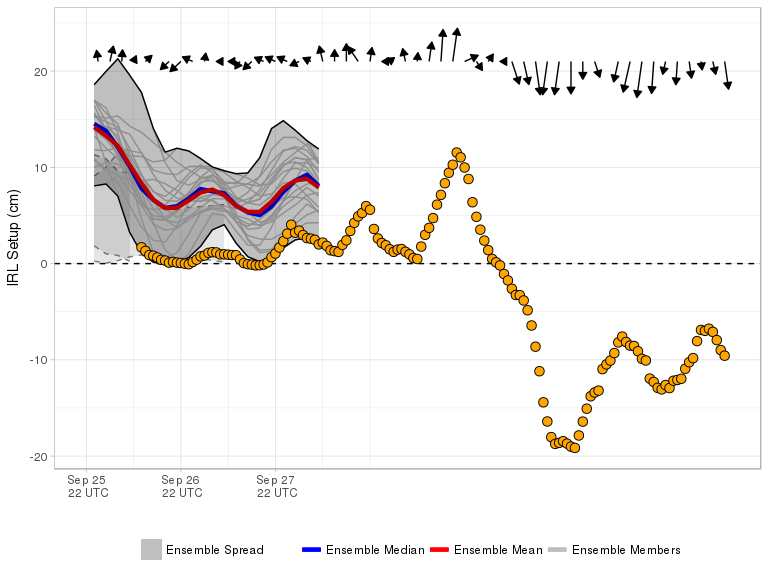 IRL Setup (cm)
20
10
0
-10
-20
Sep 25
22 UTC
Sep 26
22 UTC
Sep 27
22 UTC
Ensemble Spread
Ensemble Median
Ensemble Mean
Ensemble Members